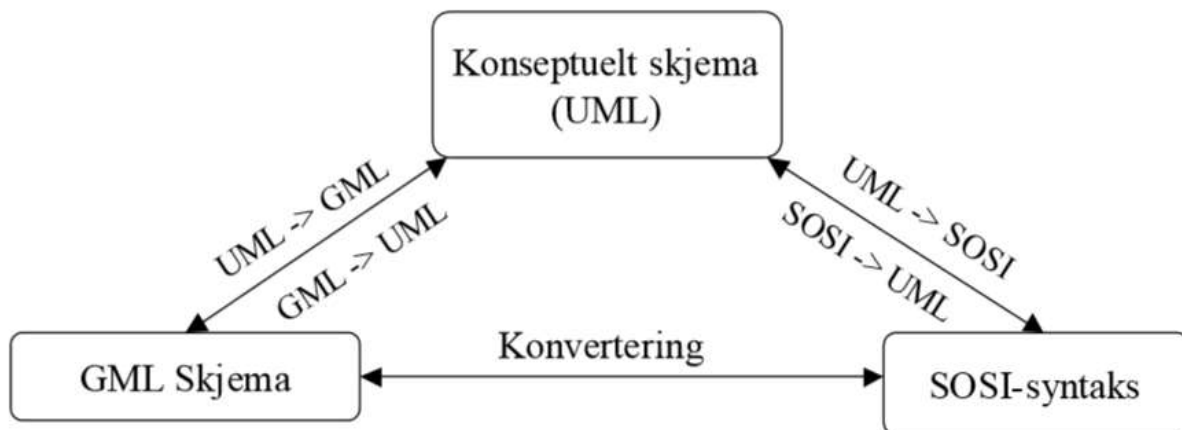 Konseptuelt skjema
(UML)
UML -> GML
GML -> UML
UML -> SOSI
SOSI -> UML
GML Skjema
Konvertering
SOSI-syntaks